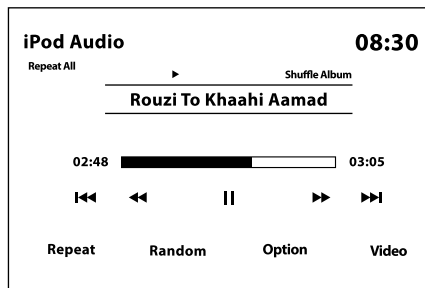 iPod Audio 08:30
Repeat All Shuffle Album
Rouzi To Khaahi Aamad
02:48 03:05
Repeat Random Option Video